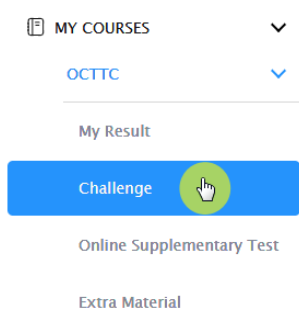 MY COURSES
OCTTC
My Result
Challenge
Online Supplementary Test
Extra Material